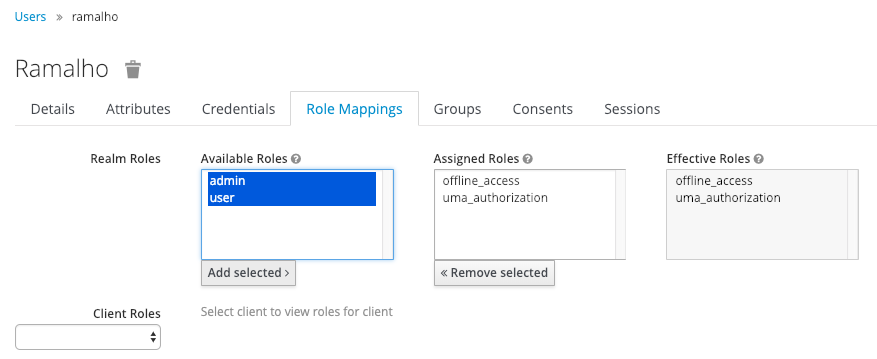 Users » ramalho
Ramalho
Details Attributes Credentials Role Mappings Groups Consents Sessions
Realm Roles Available Roles Assigned Roles Effective Roles
admin offline_access offline_access
user uma_authorization uma_authorization
Add selected › « Remove selected
Client Roles Select client to view roles for client